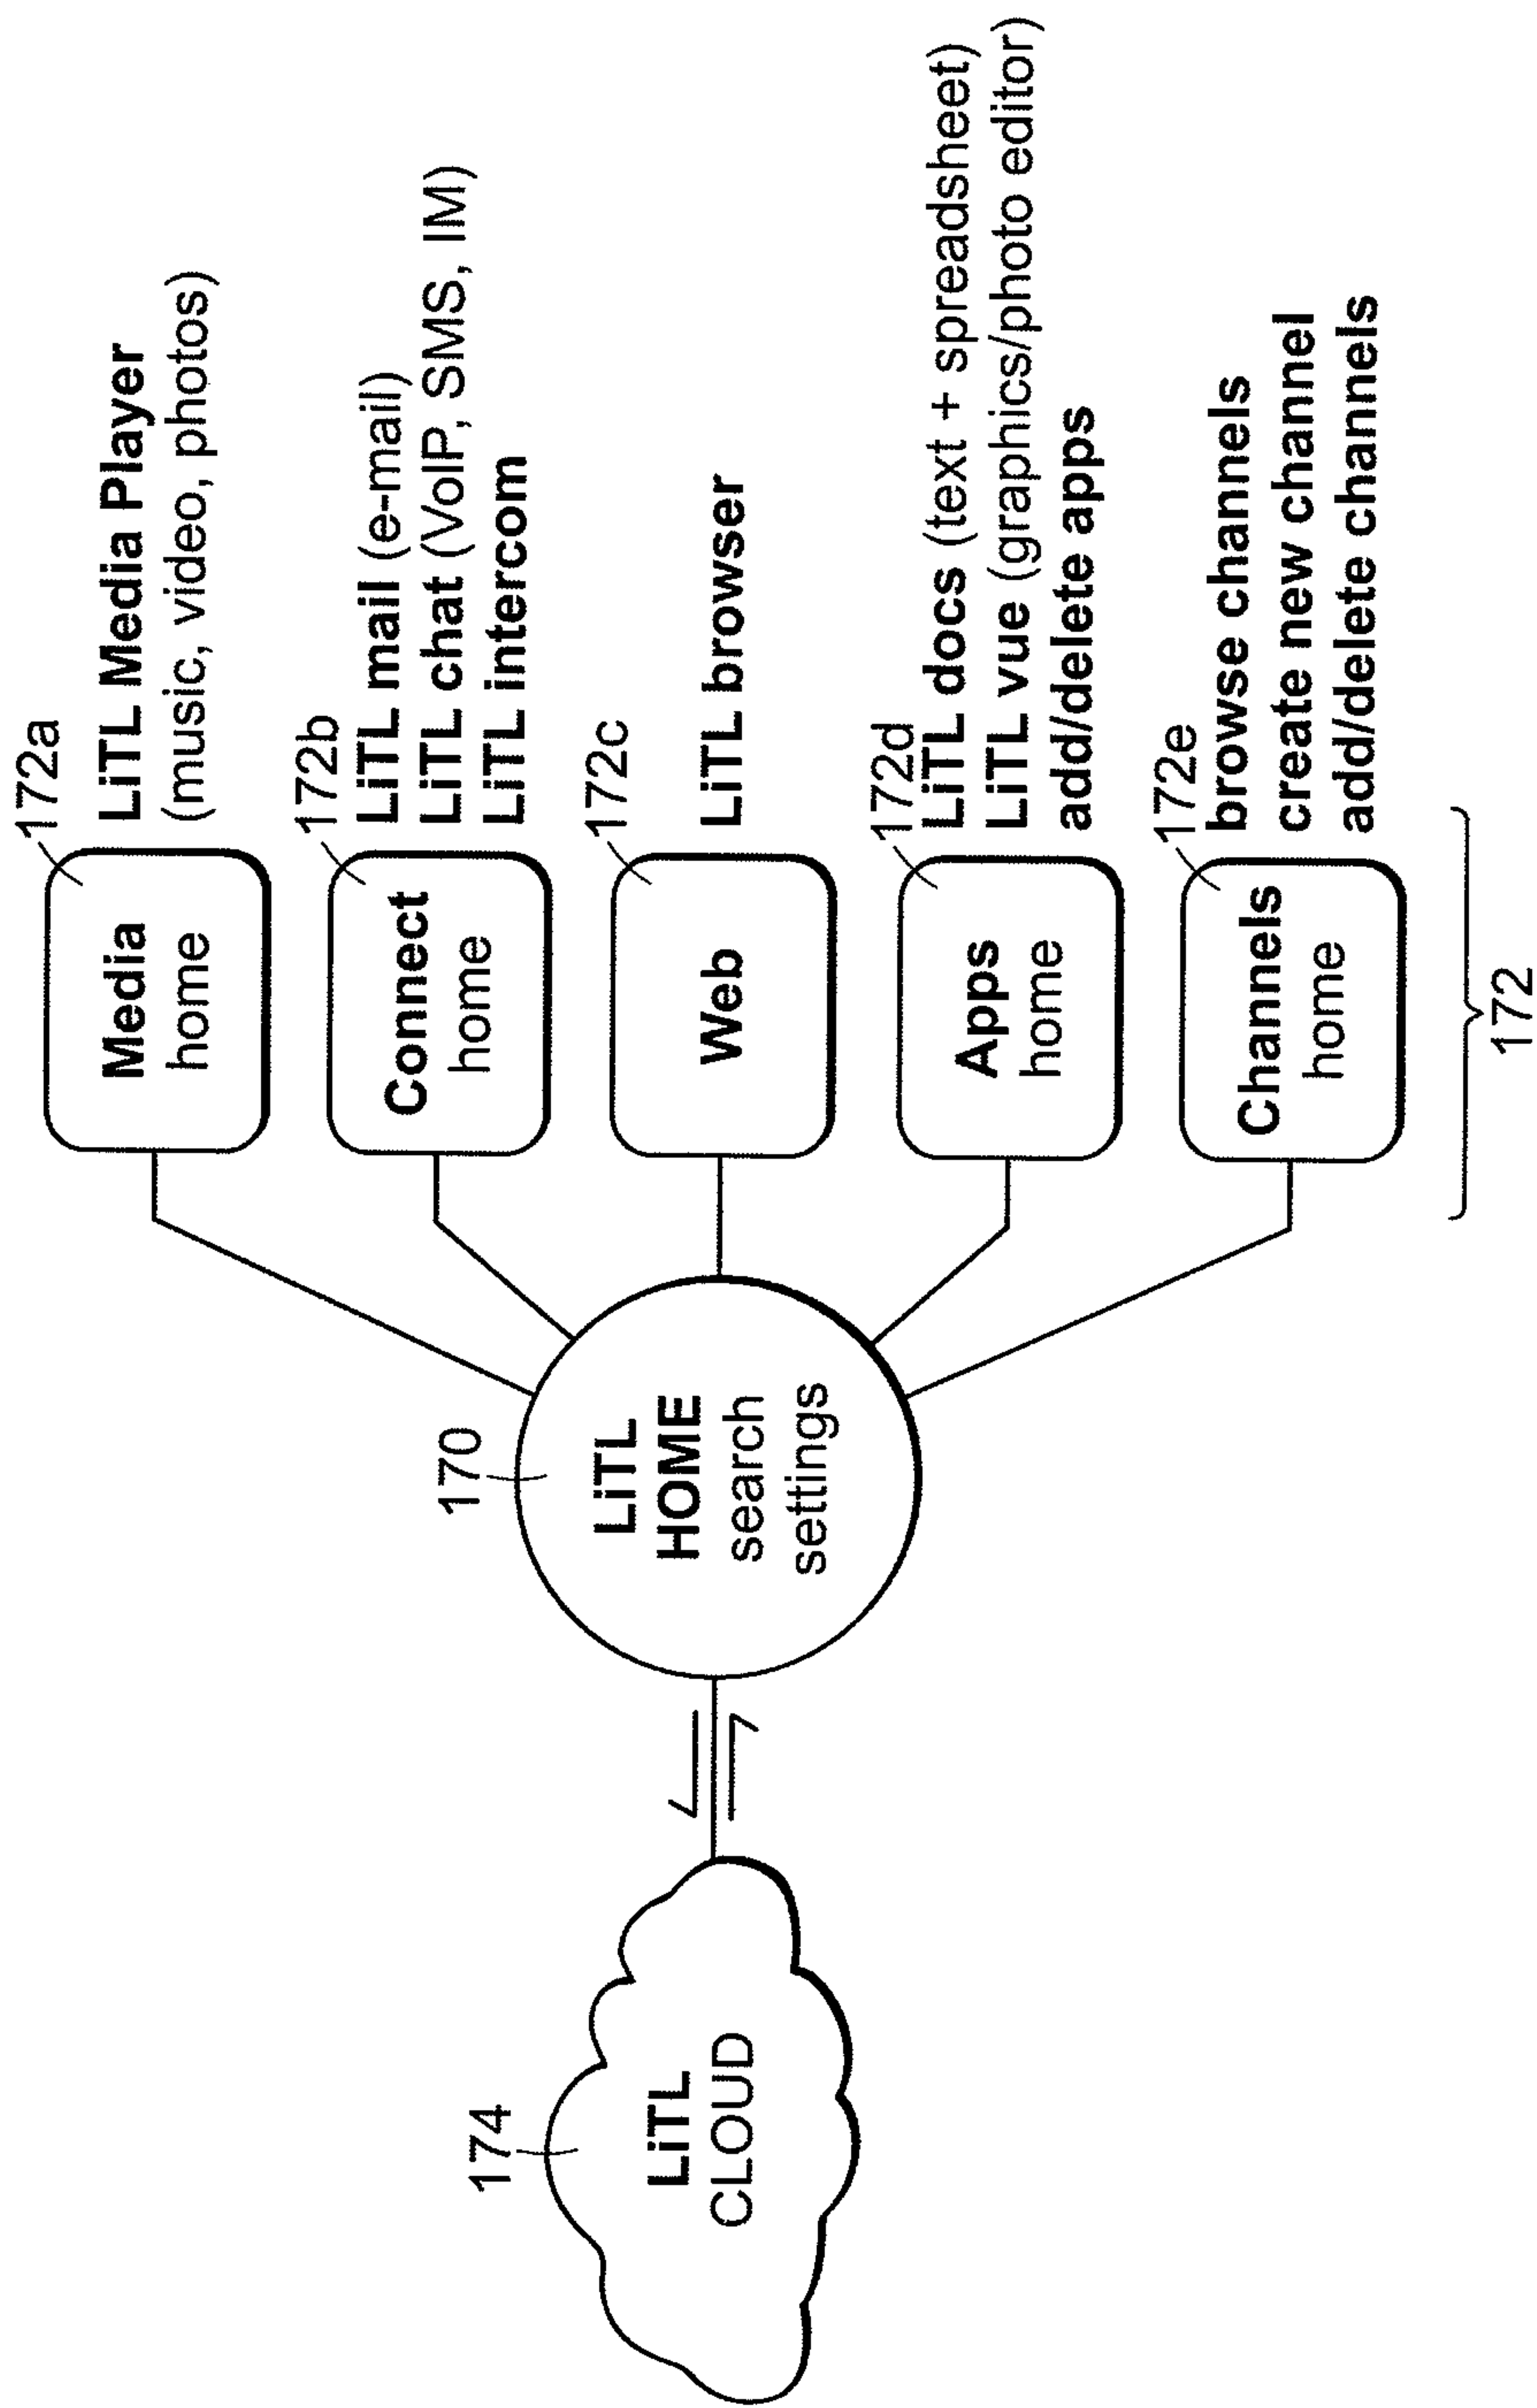 174
LiTL
CLOUD
170
LiTL
HOME
search
settings
172a
Media
home
LiTL Media Player
(music, video, photos)
172b
Connect
home
LiTL mail (e-mail)
LiTL chat (VoIP, SMS, IM)
LiTL intercom
172c
Web
LiTL browser
172d
Apps
home
LiTL docs (text + spreadsheet)
LiTL vue (graphics/photo editor)
add/delete apps
172e
Channels
home
browse channels
create new channel
add/delete channels
172